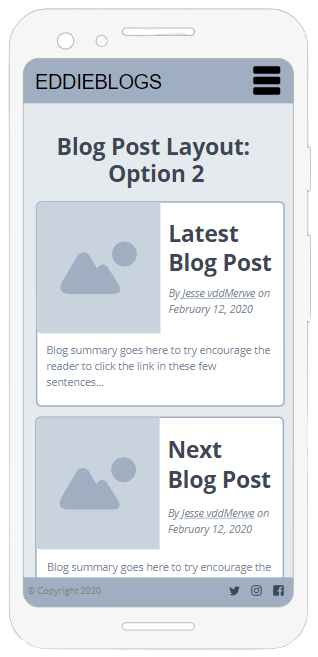 EDDIEBLOGS
Blog Post Layout:
Option 2
Latest
Blog Post
By Jesse vddMerwe on
February 12, 2020
Blog summary goes here to try encourage the
reader to click the link in these few
sentences...
Next
Blog Post
By Jesse vddMerwe on
February 12, 2020
Blog summary goes here to try encourage the
© Copyright 2020